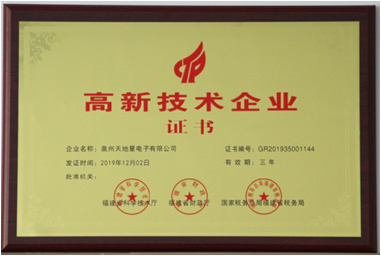 高新技术企业
证书
企业名称：泉州天地星电子有限公司
证书编号：GR201935001144
发证时间：2019年12月02日
有效期：三年
批准机关：
福建省科学技术厅
福建省财政厅
国家税务总局福建省税务局